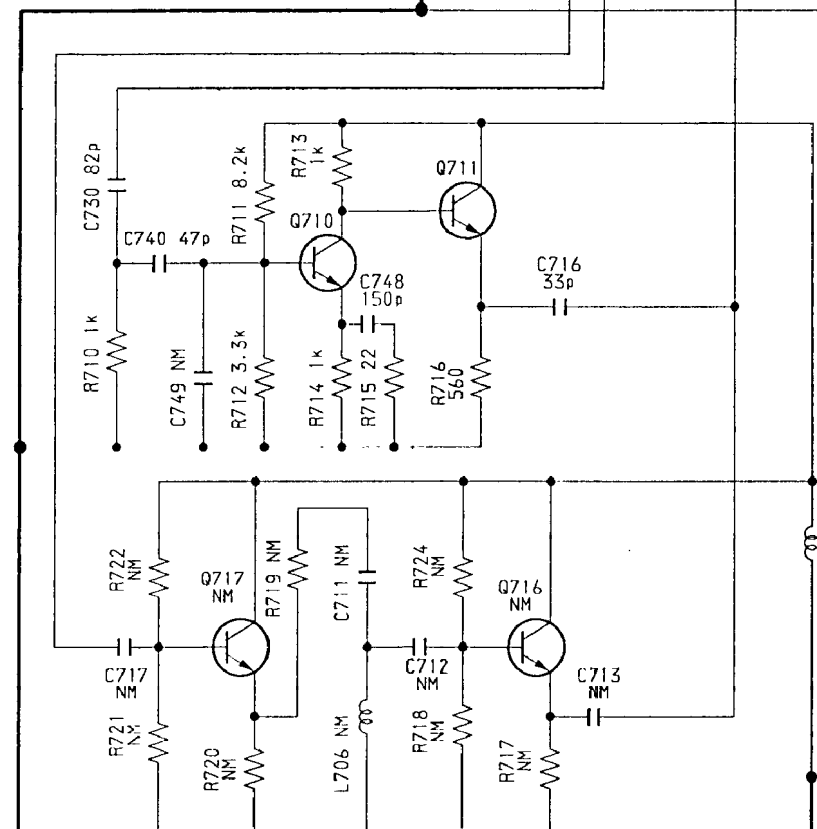 C730 82p
C740 47p
R710 1k
C749 NM
R711 8.2k
R712 3.3k
Q710
R713
1k
Q711
C748
150p
R714 1k
R715 22
R716
560
C716
33p
R722
NM
Q717
NM
R719 NM
C711 NM
R724
NM
Q716
NM
C717
NM
R721
NM
R720
NM
L706 NM
C712
NM
R718
NM
R717
NM
C713
NM